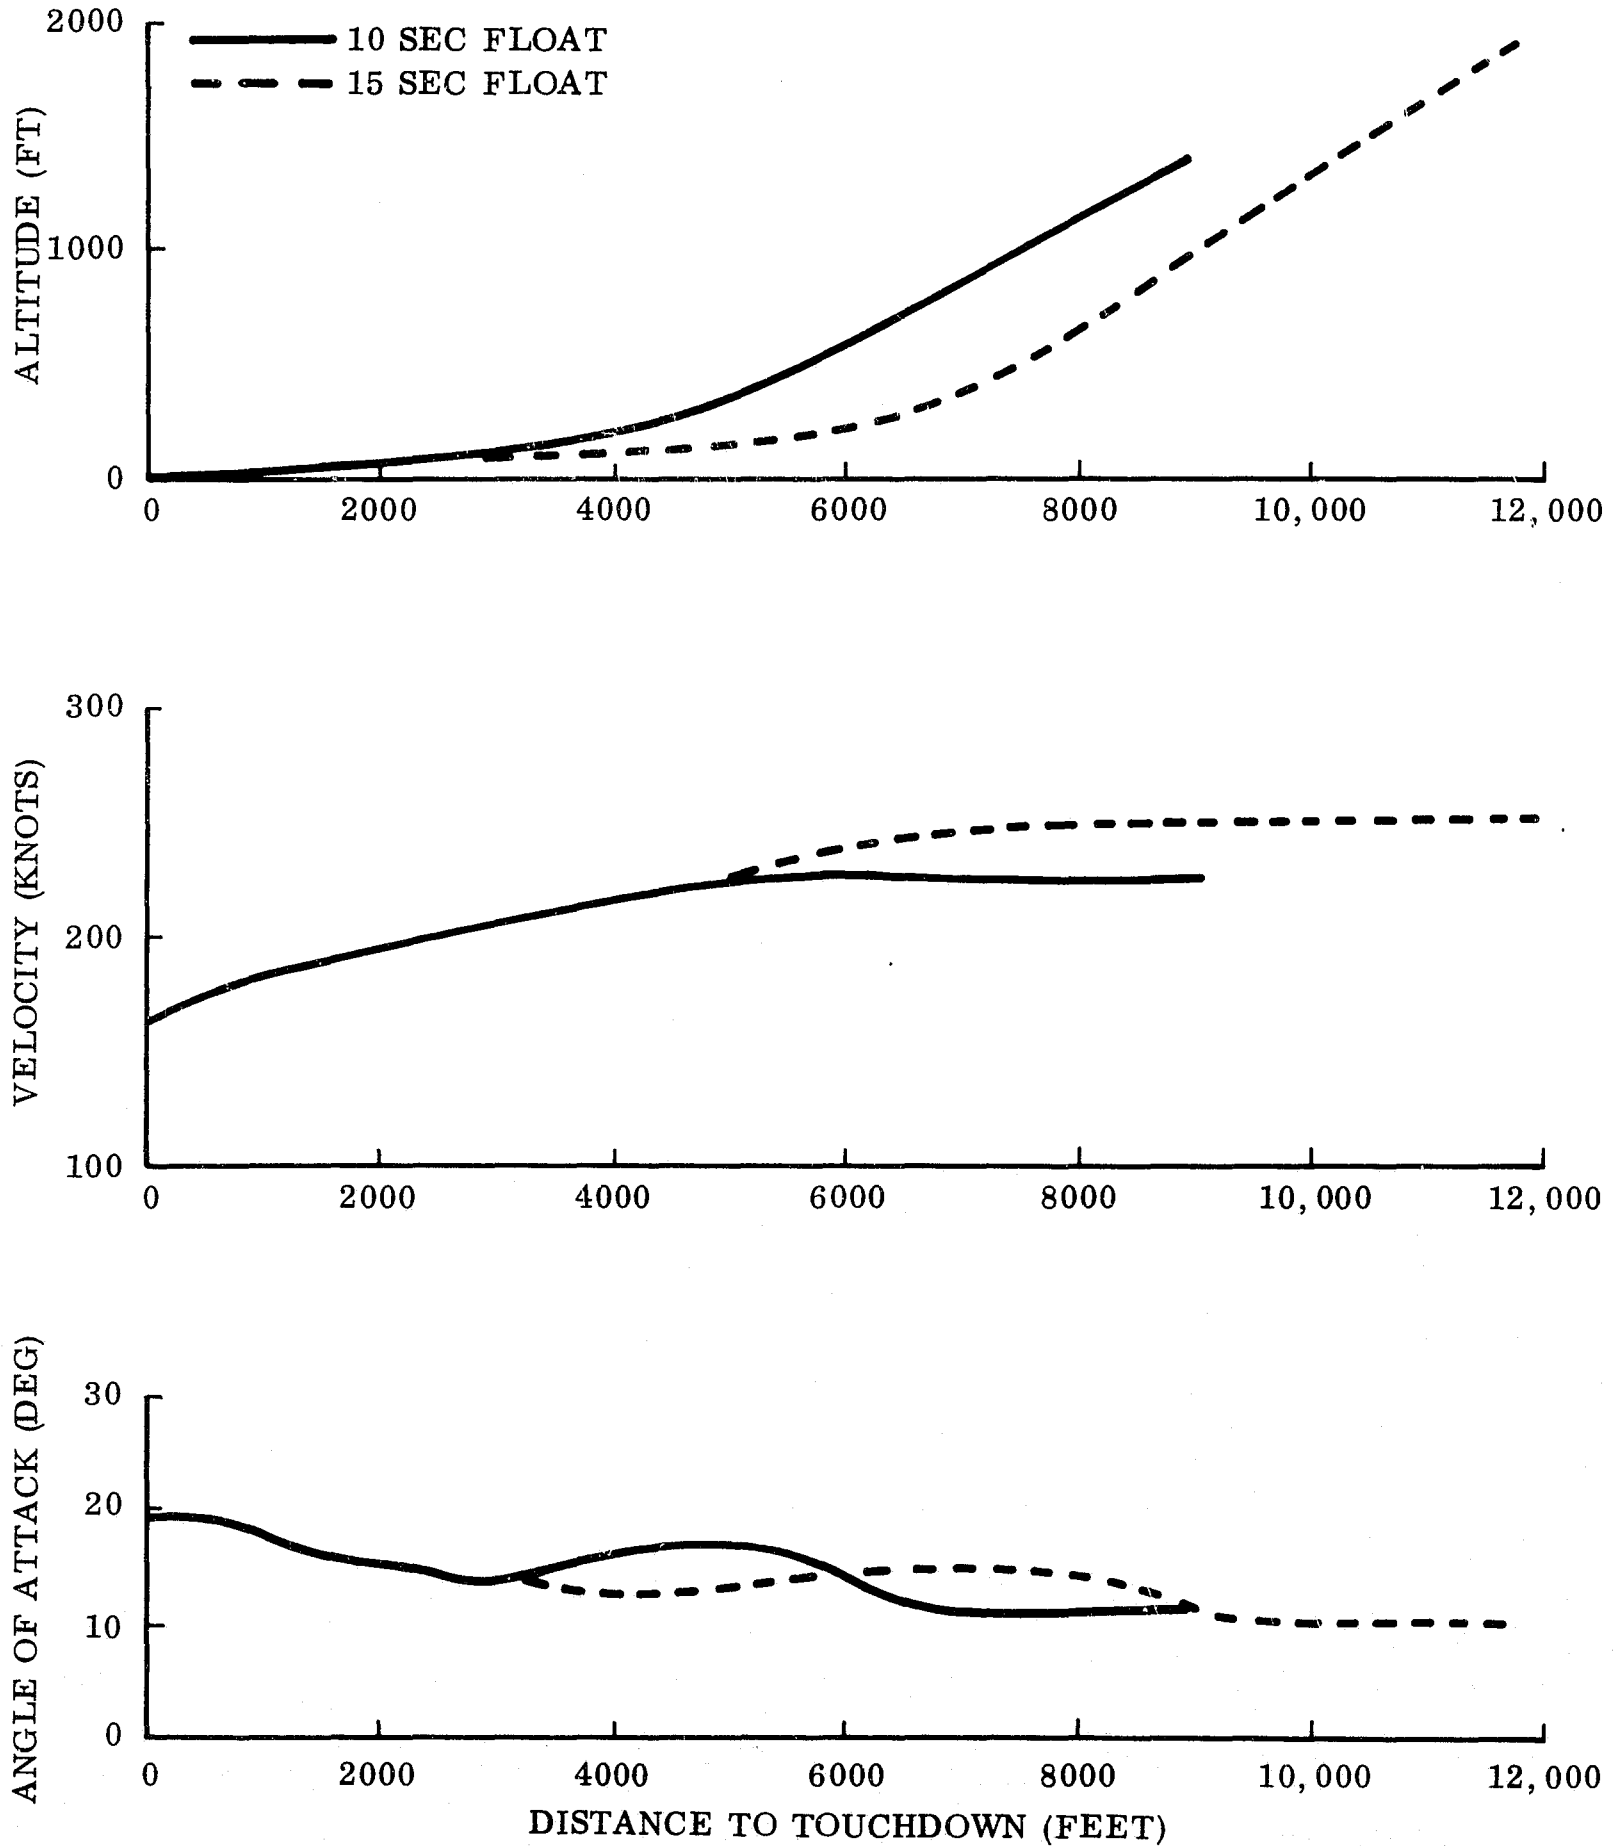 2000
10 SEC FLOAT
15 SEC FLOAT
ALTITUDE (FT)
1000
0
0 2000 4000 6000 8000 10,000 12,000
300
VELOCITY (KNOTS)
200
100
0 2000 4000 6000 8000 10,000 12,000
30
ANGLE OF ATTACK (DEG)
20
10
0
0 2000 4000 6000 8000 10,000 12,000
DISTANCE TO TOUCHDOWN (FEET)